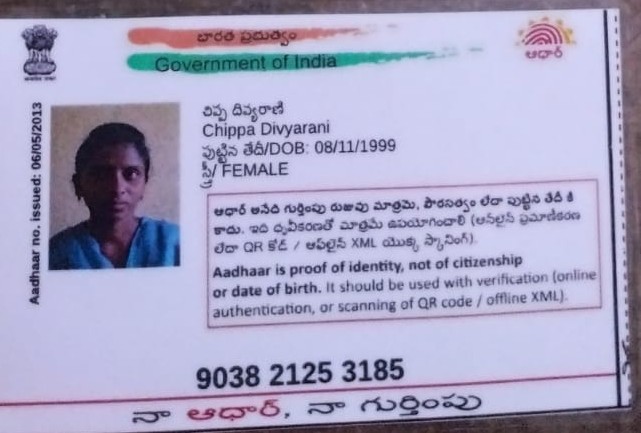 భారత ప్రభుత్వం
Government of India
ఆధార్
Aadhaar no. issued: 06/05/2013
చిప్ప దివ్యరాణి
Chippa Divyarani
పుట్టిన తేదీ/DOB: 08/11/1999
స్త్రీ/ FEMALE
ఆధార్ అనేది గుర్తింపు రుజువు మాత్రమే, పౌరసత్వం లేదా పుట్టిన తేదీ కి
కాదు. ఇది ధృవీకరణతో మాత్రమే ఉపయోగించాలి (ఆన్‌లైన్ ప్రమాణీకరణ
లేదా QR కోడ్ / ఆఫ్‌లైన్ XML యొక్క స్కానింగ్).
Aadhaar is proof of identity, not of citizenship
or date of birth. It should be used with verification (online
authentication, or scanning of QR code / offline XML).
9038 2125 3185
నా ఆధార్, నా గుర్తింపు